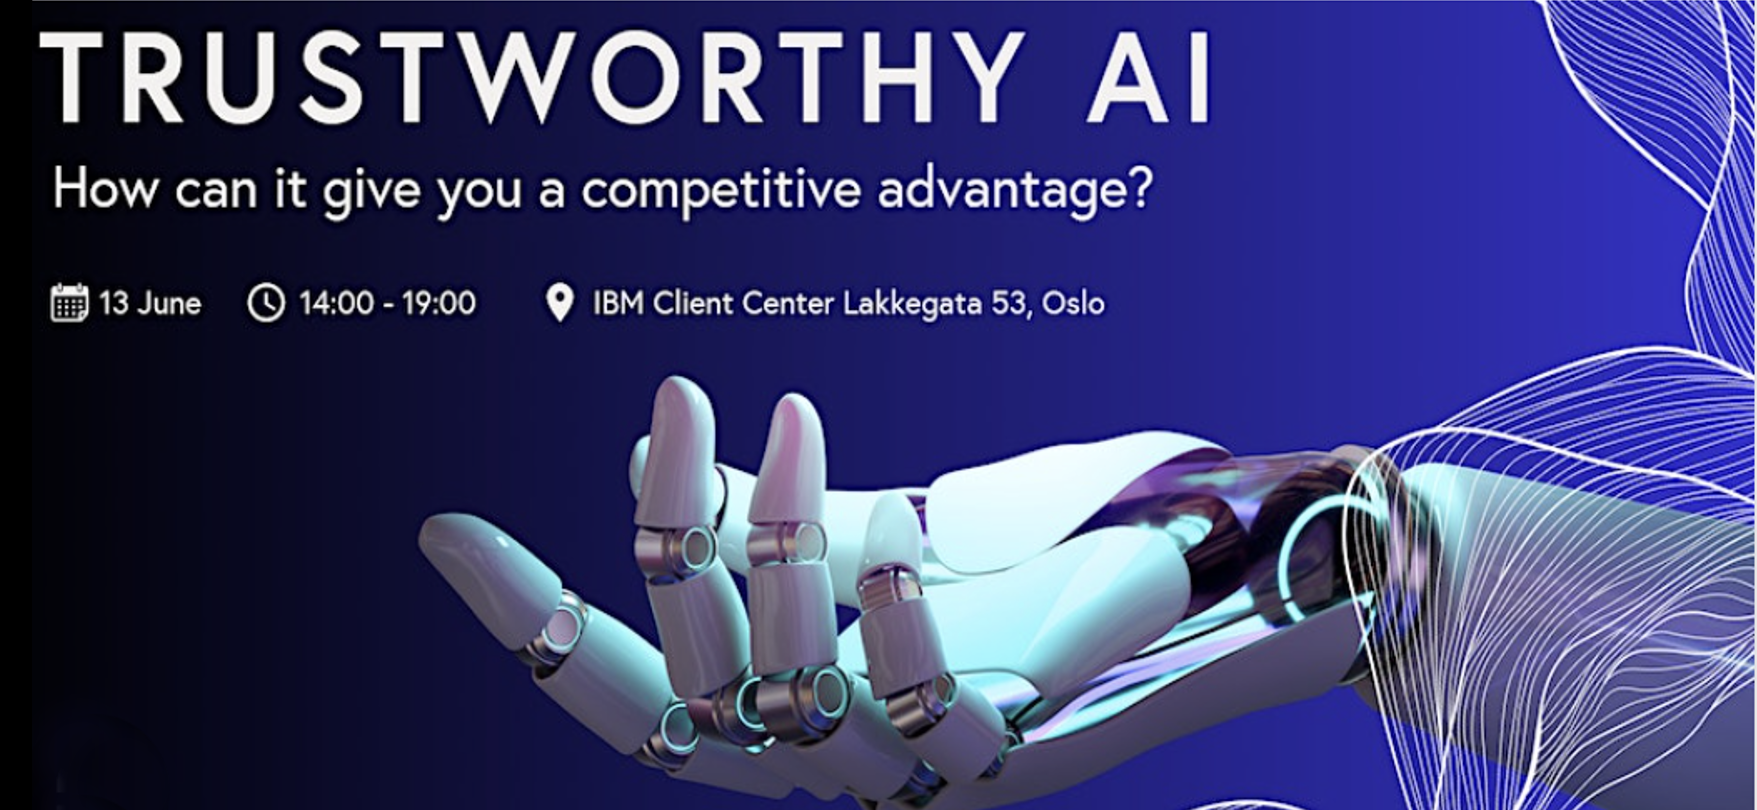 TRUSTWORTHY AI
How can it give you a competitive advantage?
13 June 14:00 - 19:00 IBM Client Center Lakkegata 53, Oslo